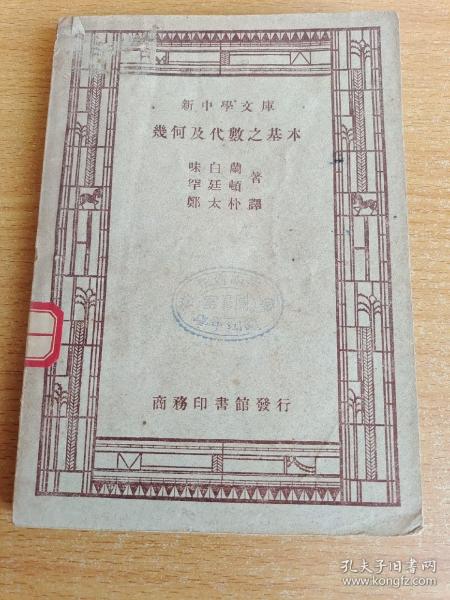 新中學文庫
幾何及代數之基本
味白蘭
罕廷頓
著
鄭太朴譯
商務印書館發行
孔夫子旧书网
www.kongfz.com